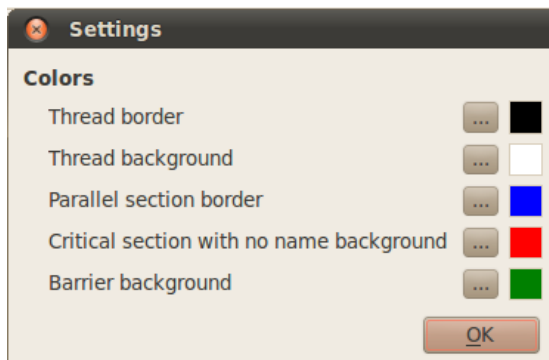 Settings
Colors
Thread border ...
Thread background ...
Parallel section border ...
Critical section with no name background ...
Barrier background ...
OK